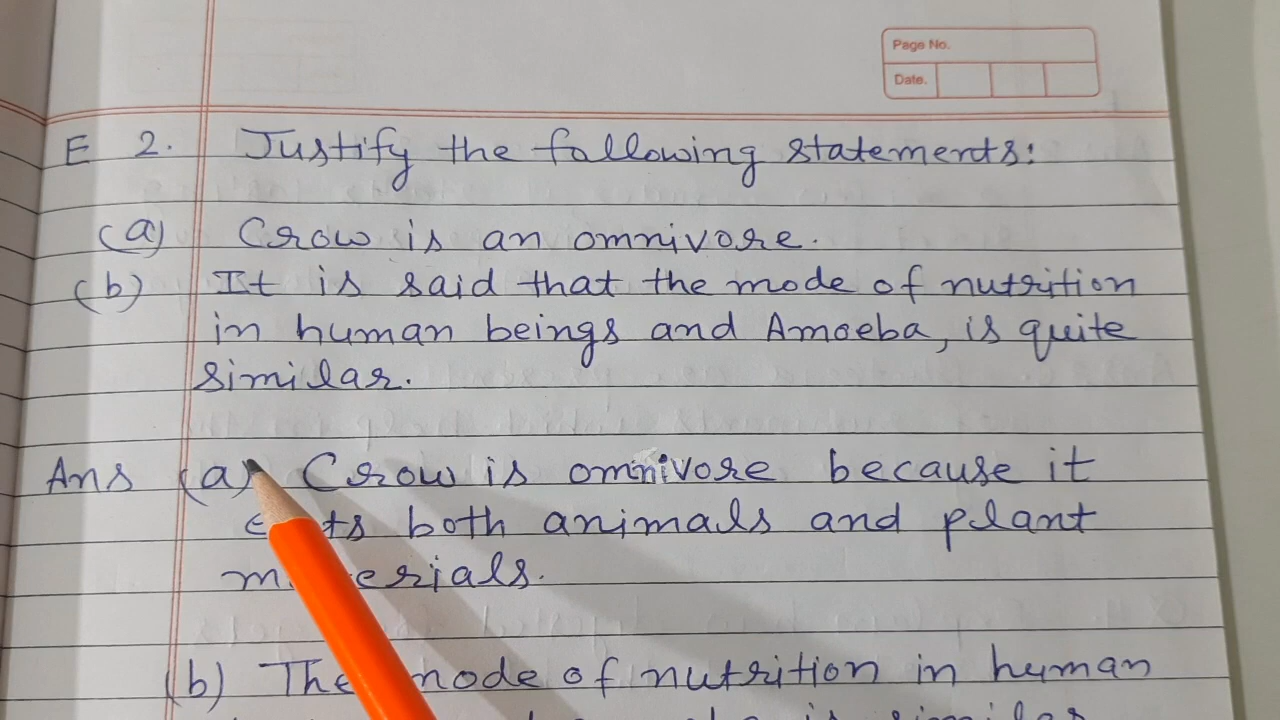 Page No.
Date.
E 2. Justify the following statements:
(a) Crow is an omnivore.
(b) It is said that the mode of nutrition
in human beings and Amoeba, is quite
similar.
Ans (a) Crow is omnivore because it
both animals and plant
(b) The mode of nutrition in human
is similar